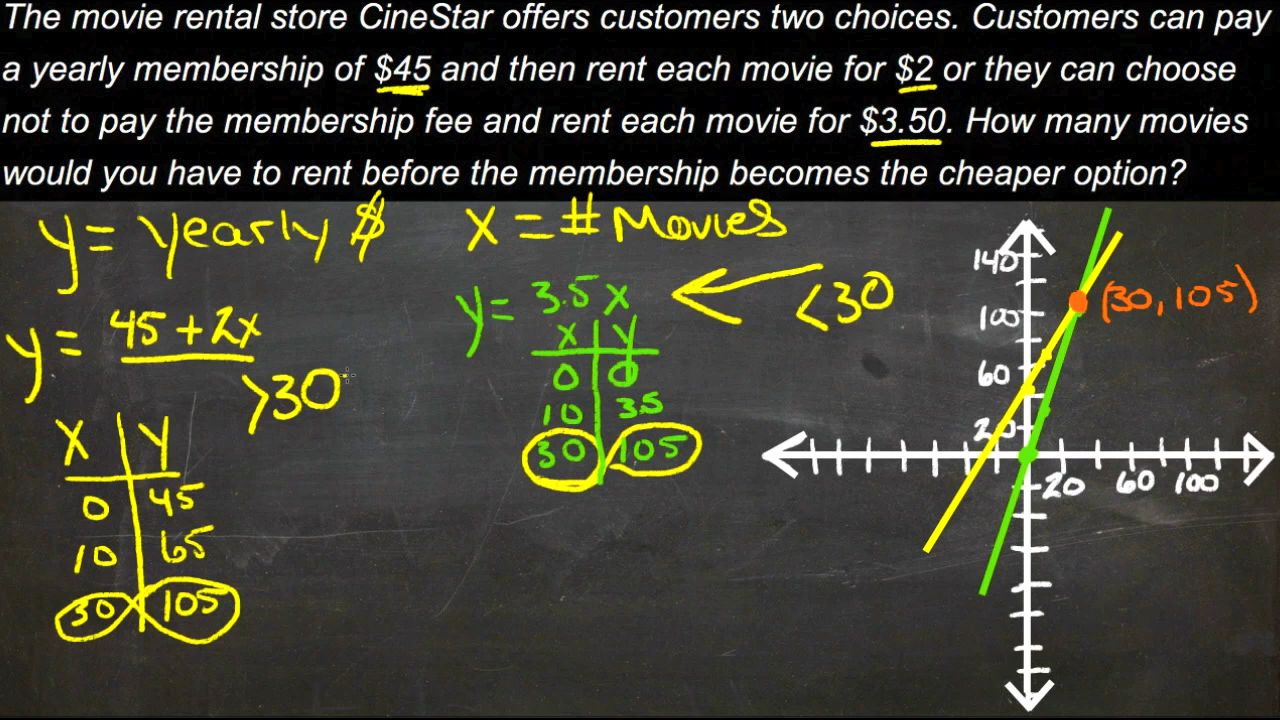 The movie rental store CineStar offers customers two choices. Customers can pay
a yearly membership of $45 and then rent each movie for $2 or they can choose
not to pay the membership fee and rent each movie for $3.50. How many movies
would you have to rent before the membership becomes the cheaper option?
y = yearly $
x = # Movies
y = 45 + 2x
>30
x y
0 45
10 65
30 105
y = 3.5x
<30
x y
0 0
10 35
30 105
140
100
60
20
(30, 105)
20 60 100